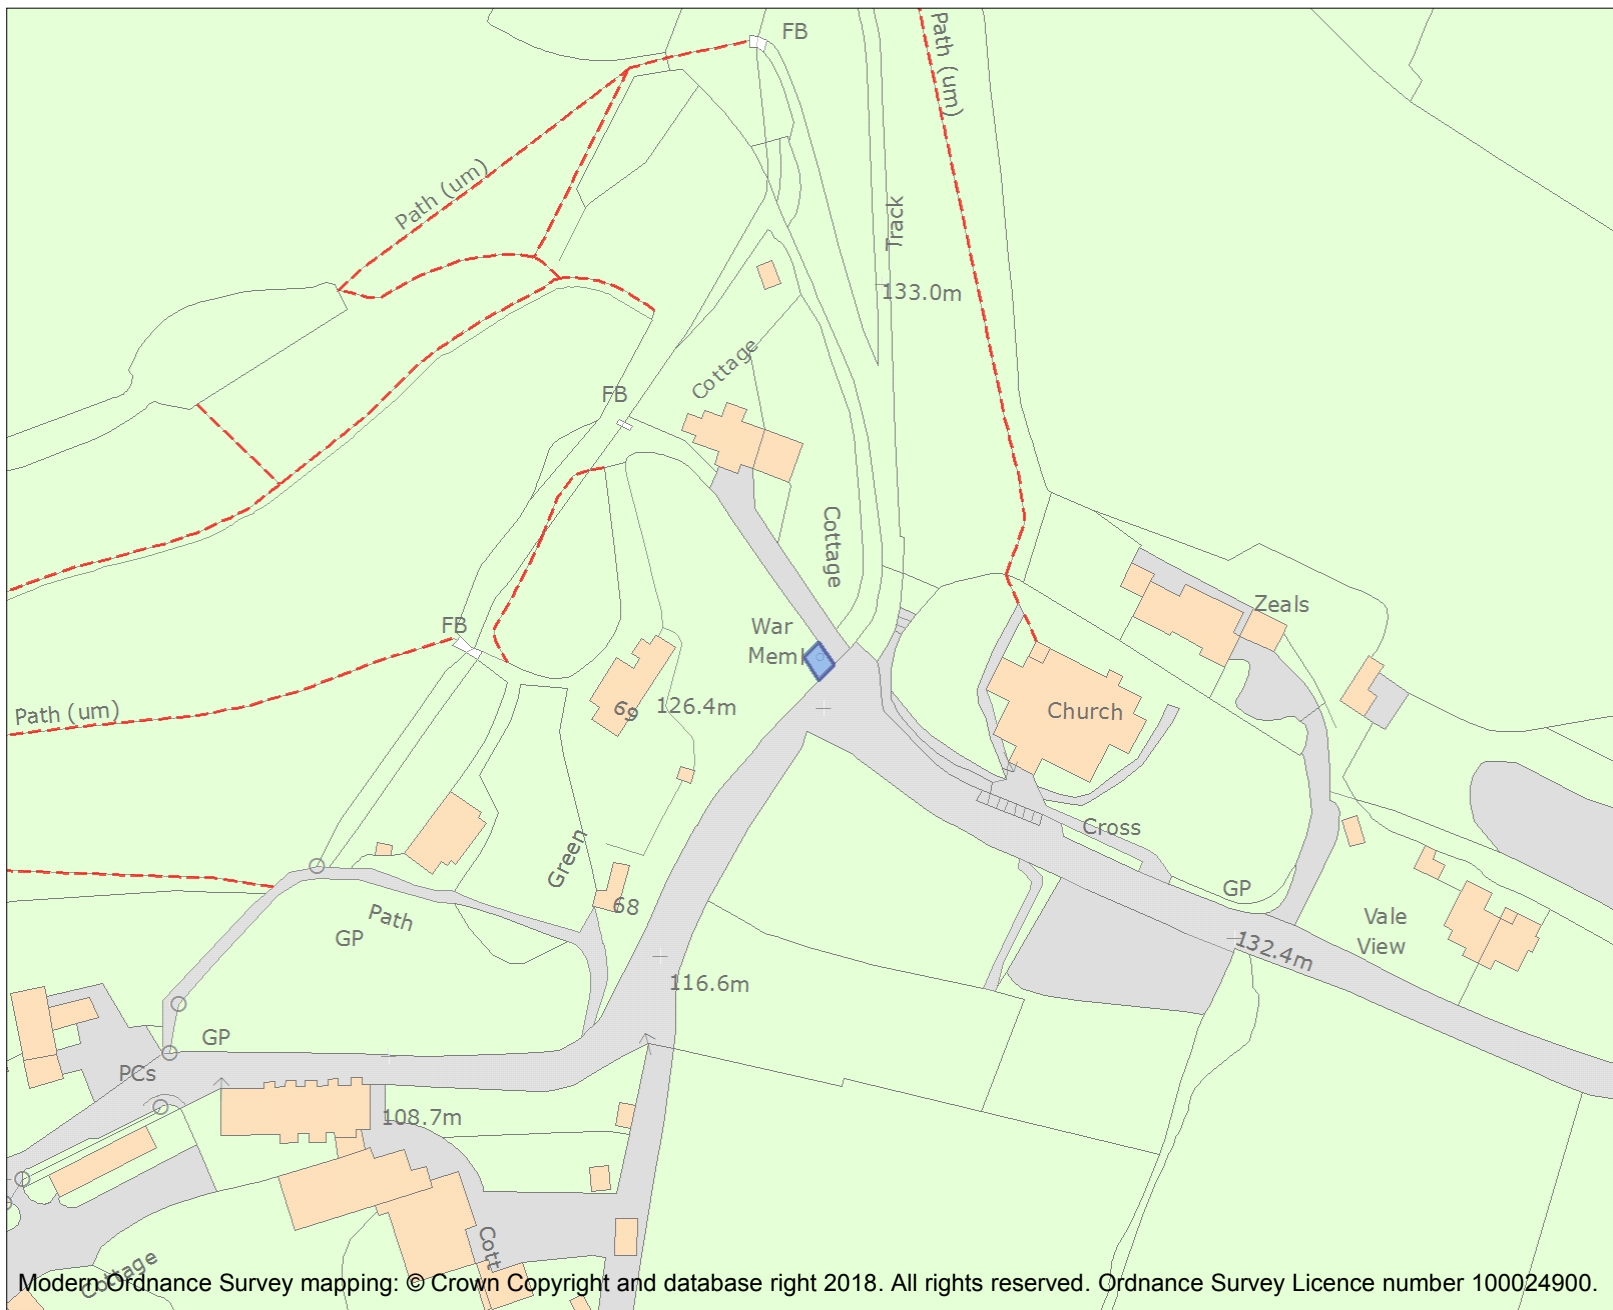 FB
Path (um)
Path (um)
Track
133.0m
Cottage
FB
Cottage
Zeals
War
Meml
FB
69
126.4m
Church
Path (um)
Cross
Green
GP
68
Path
GP
Vale
View
132.4m
116.6m
GP
PCs
108.7m
Cott
Cottage
Modern Ordnance Survey mapping: © Crown Copyright and database right 2018. All rights reserved. Ordnance Survey Licence number 100024900.